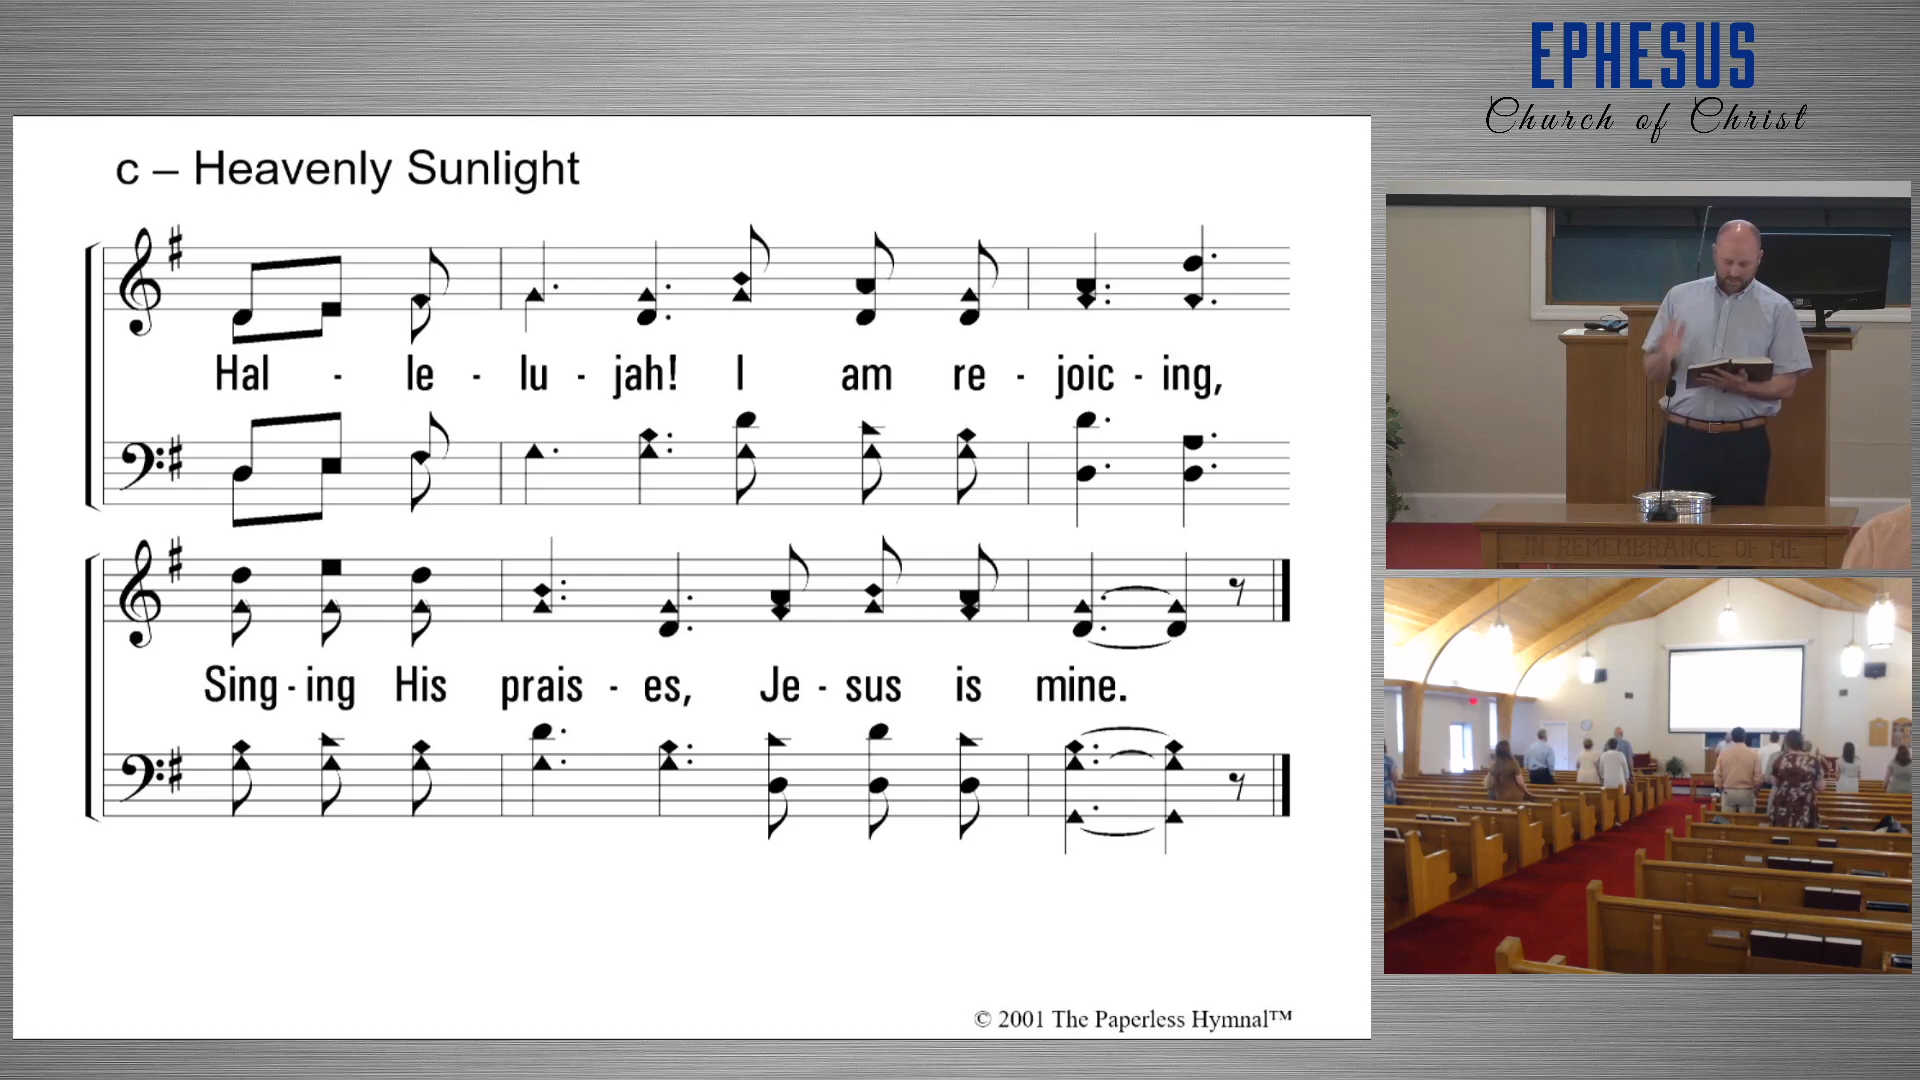 EPHESUS
Church of Christ
c – Heavenly Sunlight
Hal - le - lu - jah! I am re - joic - ing,
Sing - ing His prais - es, Je - sus is mine.
© 2001 The Paperless Hymnal™
IN REMEMBRANCE OF ME